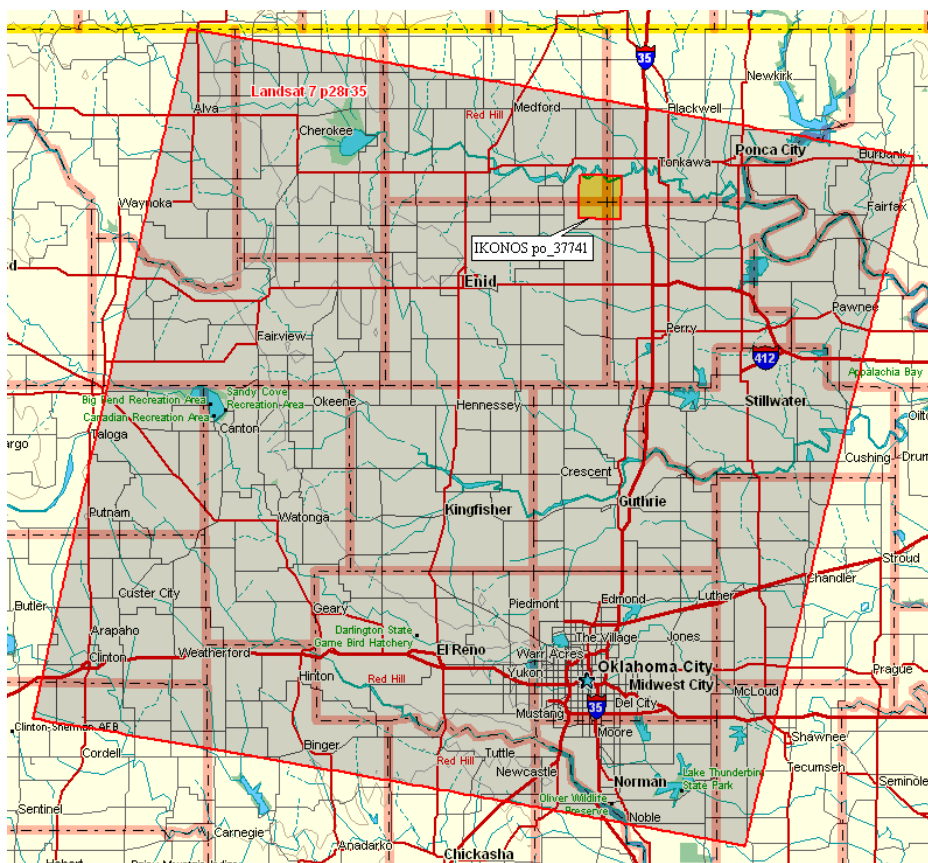 35
Newkirk
Landsat 7 p28r35
Alva
Medford
Blackwell
Red Hill
Cherokee
Ponca City
Burbank
Tonkawa
Waynoka
Fairfax
IKONOS po_37741
Enid
Pawnee
Fairview
Perry
412
Appalachia Bay
Big Bend Recreation Area
Sandy Cove
Recreation Area
Okeene
Hennessey
Stillwater
Canadian Recreation Area
Canton
Taloga
Cushing
Crescent
Putnam
Watonga
Kingfisher
Guthrie
Stroud
Chandler
Custer City
Butler
Geary
Piedmont
Edmond
Luther
Arapaho
Darlington State
Game Bird Hatchery
The Village
Jones
Clinton
Weatherford
El Reno
Warr Acres
Oklahoma City
Prague
Hinton
Red Hill
Yukon
Midwest City
McLoud
Mustang
35
Del City
Clinton-Sherman AFB
Moore
Shawnee
Cordell
Binger
Tuttle
Red Hill
Newcastle
Norman
Lake Thunderbird
State Park
Tecumseh
Seminole
Sentinel
Oliver Wildlife
Preserve
Noble
Carnegie
Anadarko
Chickasha